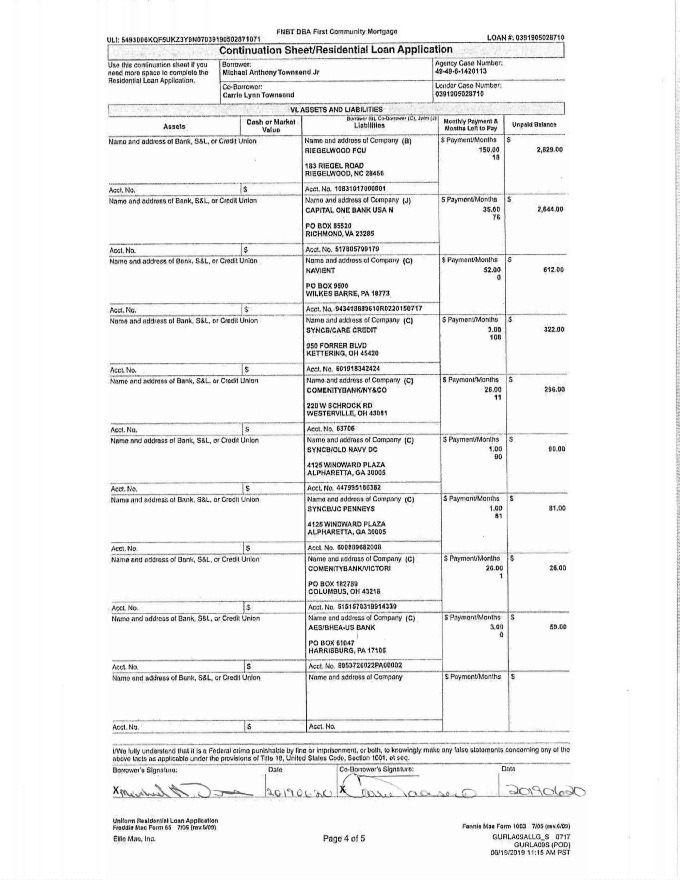 FNBT DBA First Community Mortgage
ULI: 5493006KQF5UKZ3Y0N0703919050287​1071 LOAN #: 0391905028710
Continuation Sheet/Residential Loan Application
Use this continuation sheet if you need more space to complete the Residential Loan Application.
Borrower:
Michael Anthony Townsend Jr
Agency Case Number:
49-49-6-1420113
Co-Borrower:
Carrie Lynn Townsend
Lender Case Number:
0391905028710
VI. ASSETS AND LIABILITIES
Assets
Cash or Market Value
Borrower (B), Co-Borrower (C), Joint (J)
Liabilities
Monthly Payment & Months Left to Pay
Unpaid Balance
Name and address of Bank, S&L, or Credit Union
Name and address of Company (B) $ Payment/Months $
RIEGELWOOD FCU 150.00 2,829.00
18
183 RIEGEL ROAD
RIEGELWOOD, NC 28456
Acct. No. $ Acct. No. 10831017000001
Name and address of Bank, S&L, or Credit Union
Name and address of Company (J) $ Payment/Months $
CAPITAL ONE BANK USA N 35.00 2,644.00
76
PO BOX 85520
RICHMOND, VA 23285
Acct. No. $ Acct. No. 517805799179
Name and address of Bank, S&L, or Credit Union
Name and address of Company (C) $ Payment/Months $
NAVIENT 52.00 612.00
0
PO BOX 9500
WILKES BARRE, PA 18773
Acct. No. $ Acct. No. 943418889610R0220150717
Name and address of Bank, S&L, or Credit Union
Name and address of Company (C) $ Payment/Months $
SYNCB/CARE CREDIT 3.00 322.00
108
950 FORRER BLVD
KETTERING, OH 45420
Acct. No. $ Acct. No. 601918342424
Name and address of Bank, S&L, or Credit Union
Name and address of Company (C) $ Payment/Months $
COMENITYBANK/NY&CO 28.00 296.00
11
220 W SCHROCK RD
WESTERVILLE, OH 43081
Acct. No. $ Acct. No. 63706
Name and address of Bank, S&L, or Credit Union
Name and address of Company (C) $ Payment/Months $
SYNCB/OLD NAVY DC 1.00 90.00
90
4125 WINDWARD PLAZA
ALPHARETTA, GA 30005
Acct. No. $ Acct. No. 447995186382
Name and address of Bank, S&L, or Credit Union
Name and address of Company (C) $ Payment/Months $
SYNCB/JC PENNEYS 1.00 81.00
81
4125 WINDWARD PLAZA
ALPHARETTA, GA 30005
Acct. No. $ Acct. No. 600889682008
Name and address of Bank, S&L, or Credit Union
Name and address of Company (C) $ Payment/Months $
COMENITYBANK/VICTORI 26.00 26.00
1
PO BOX 182789
COLUMBUS, OH 43218
Acct. No. $ Acct. No. 5151570319914339
Name and address of Bank, S&L, or Credit Union
Name and address of Company (C) $ Payment/Months $
AES/BHEA-US BANK 3.00 50.00
0
PO BOX 61047
HARRISBURG, PA 17106
Acct. No. $ Acct. No. 8053726022PA00002
Name and address of Bank, S&L, or Credit Union
Name and address of Company $ Payment/Months $
Acct. No. $ Acct. No.
I/We fully understand that it is a Federal crime punishable by fine or imprisonment, or both, to knowingly make any false statements concerning any of the
above facts as applicable under the provisions of Title 18, United States Code, Section 1001, et seq.
Borrower's Signature: Date Co-Borrower's Signature: Date
X 20190620 X 20190620
Uniform Residential Loan Application
Freddie Mac Form 65 7/05 (rev.6/09) Fannie Mae Form 1003 7/05 (rev.6/09)
Ellie Mae, Inc. Page 4 of 5 GURLA09ALLG_S 0717
GURLA09S (POD)
06/19/2019 11:15 AM PST